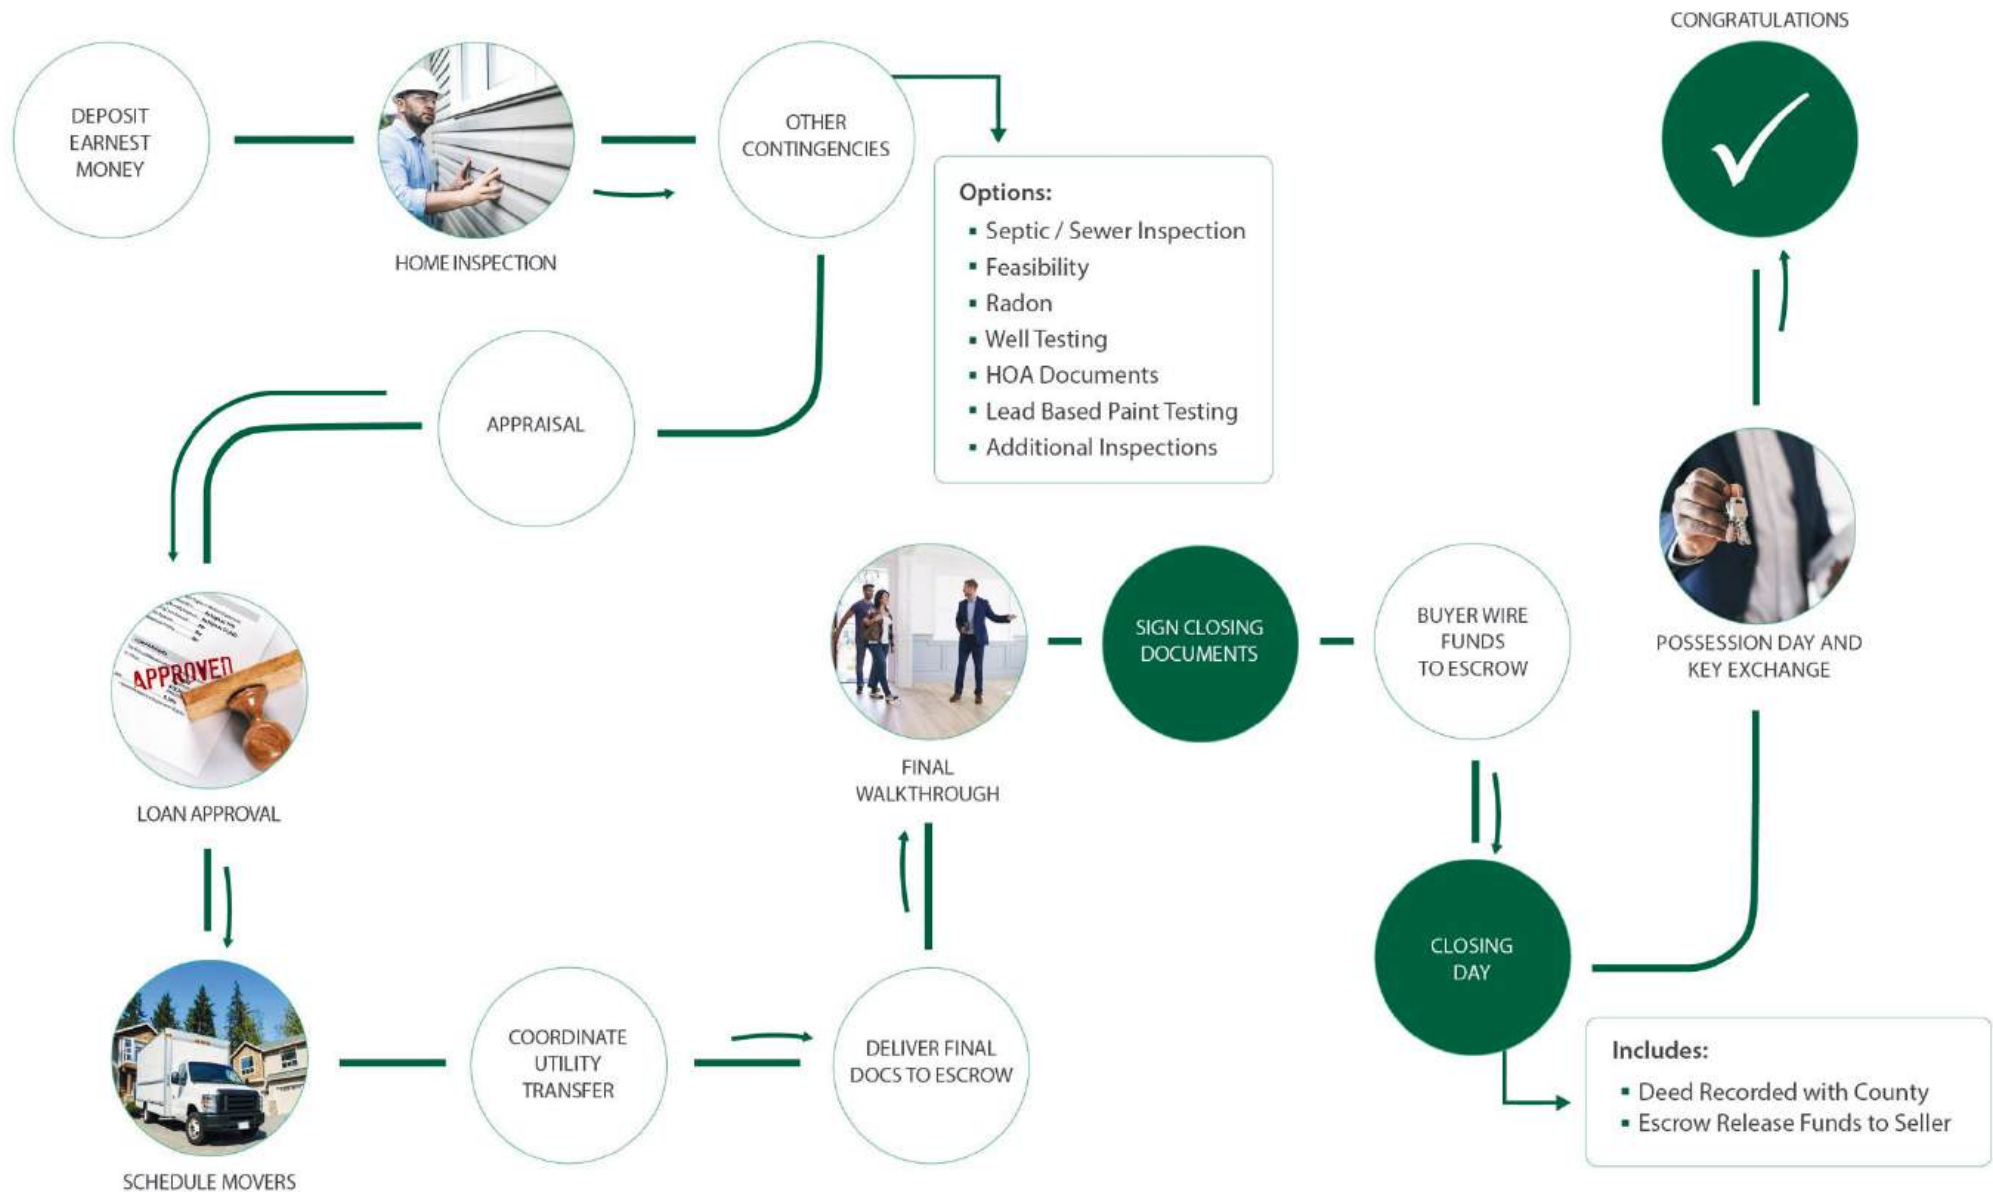 DEPOSIT
EARNEST
MONEY
HOME INSPECTION
OTHER
CONTINGENCIES
Options:
▪ Septic / Sewer Inspection
▪ Feasibility
▪ Radon
▪ Well Testing
▪ HOA Documents
▪ Lead Based Paint Testing
▪ Additional Inspections
APPRAISAL
APPROVED
LOAN APPROVAL
SCHEDULE MOVERS
COORDINATE
UTILITY
TRANSFER
DELIVER FINAL
DOCS TO ESCROW
FINAL
WALKTHROUGH
SIGN CLOSING
DOCUMENTS
BUYER WIRE
FUNDS
TO ESCROW
CLOSING
DAY
Includes:
▪ Deed Recorded with County
▪ Escrow Release Funds to Seller
POSSESSION DAY AND
KEY EXCHANGE
CONGRATULATIONS